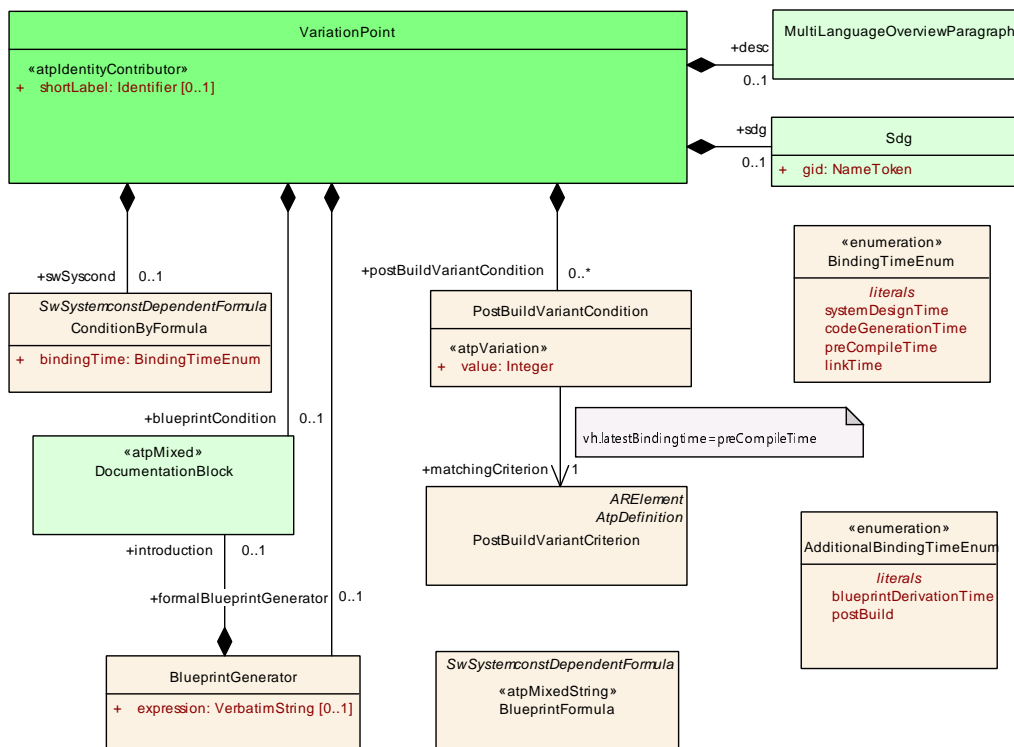 VariationPoint
«atpIdentityContributor»
+ shortLabel: Identifier [0..1]
+desc
0..1
MultiLanguageOverviewParagraph
+sdg
0..1
Sdg
+ gid: NameToken
+swSyscond 0..1
+postBuildVariantCondition 0..*
SwSystemconstDependentFormula
ConditionByFormula
+ bindingTime: BindingTimeEnum
PostBuildVariantCondition
«atpVariation»
+ value: Integer
«enumeration»
BindingTimeEnum
literals
systemDesignTime
codeGenerationTime
preCompileTime
linkTime
+blueprintCondition 0..1
vh.latestBindingtime=preCompileTime
«atpMixed»
DocumentationBlock
+matchingCriterion 1
ARElement
AtpDefinition
PostBuildVariantCriterion
«enumeration»
AdditionalBindingTimeEnum
literals
blueprintDerivationTime
postBuild
+introduction 0..1
+formalBlueprintGenerator 0..1
BlueprintGenerator
+ expression: VerbatimString [0..1]
SwSystemconstDependentFormula
«atpMixedString»
BlueprintFormula